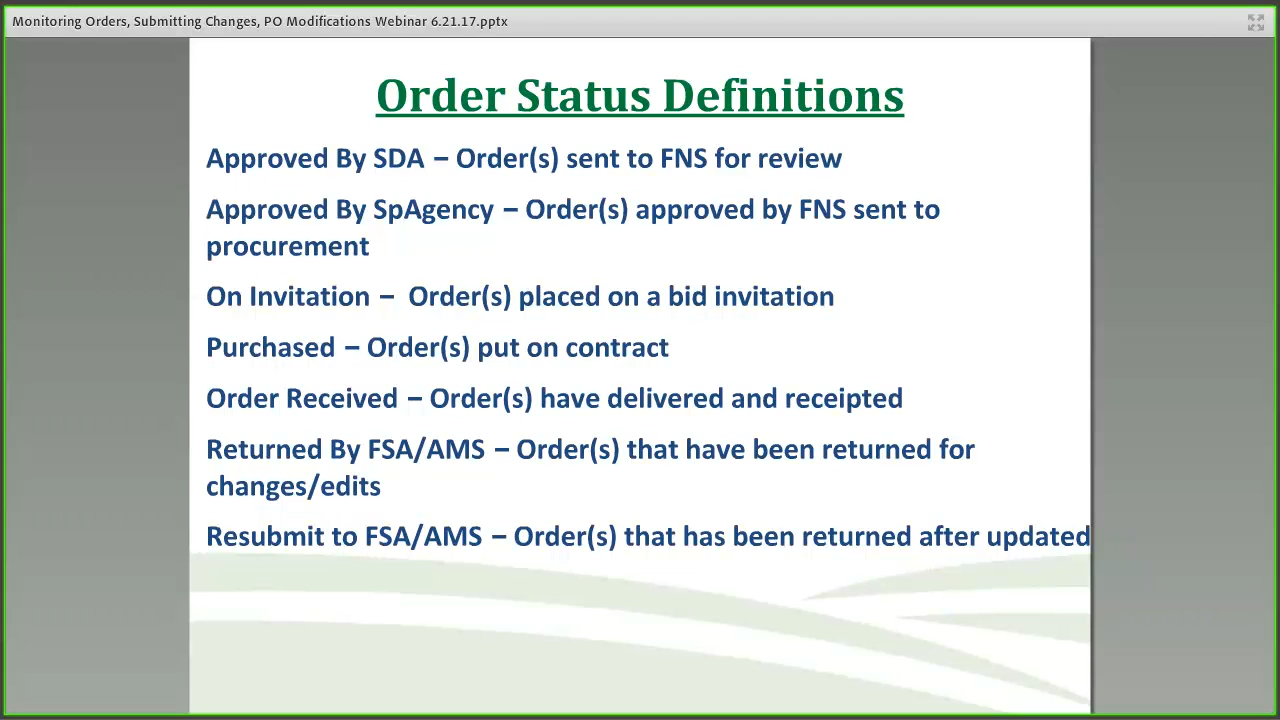 Monitoring Orders, Submitting Changes, PO Modifications Webinar 6.21.17.pptx
Order Status Definitions
Approved By SDA – Order(s) sent to FNS for review
Approved By SpAgency – Order(s) approved by FNS sent to
procurement
On Invitation – Order(s) placed on a bid invitation
Purchased – Order(s) put on contract
Order Received – Order(s) have delivered and receipted
Returned By FSA/AMS – Order(s) that have been returned for
changes/edits
Resubmit to FSA/AMS – Order(s) that has been returned after updated